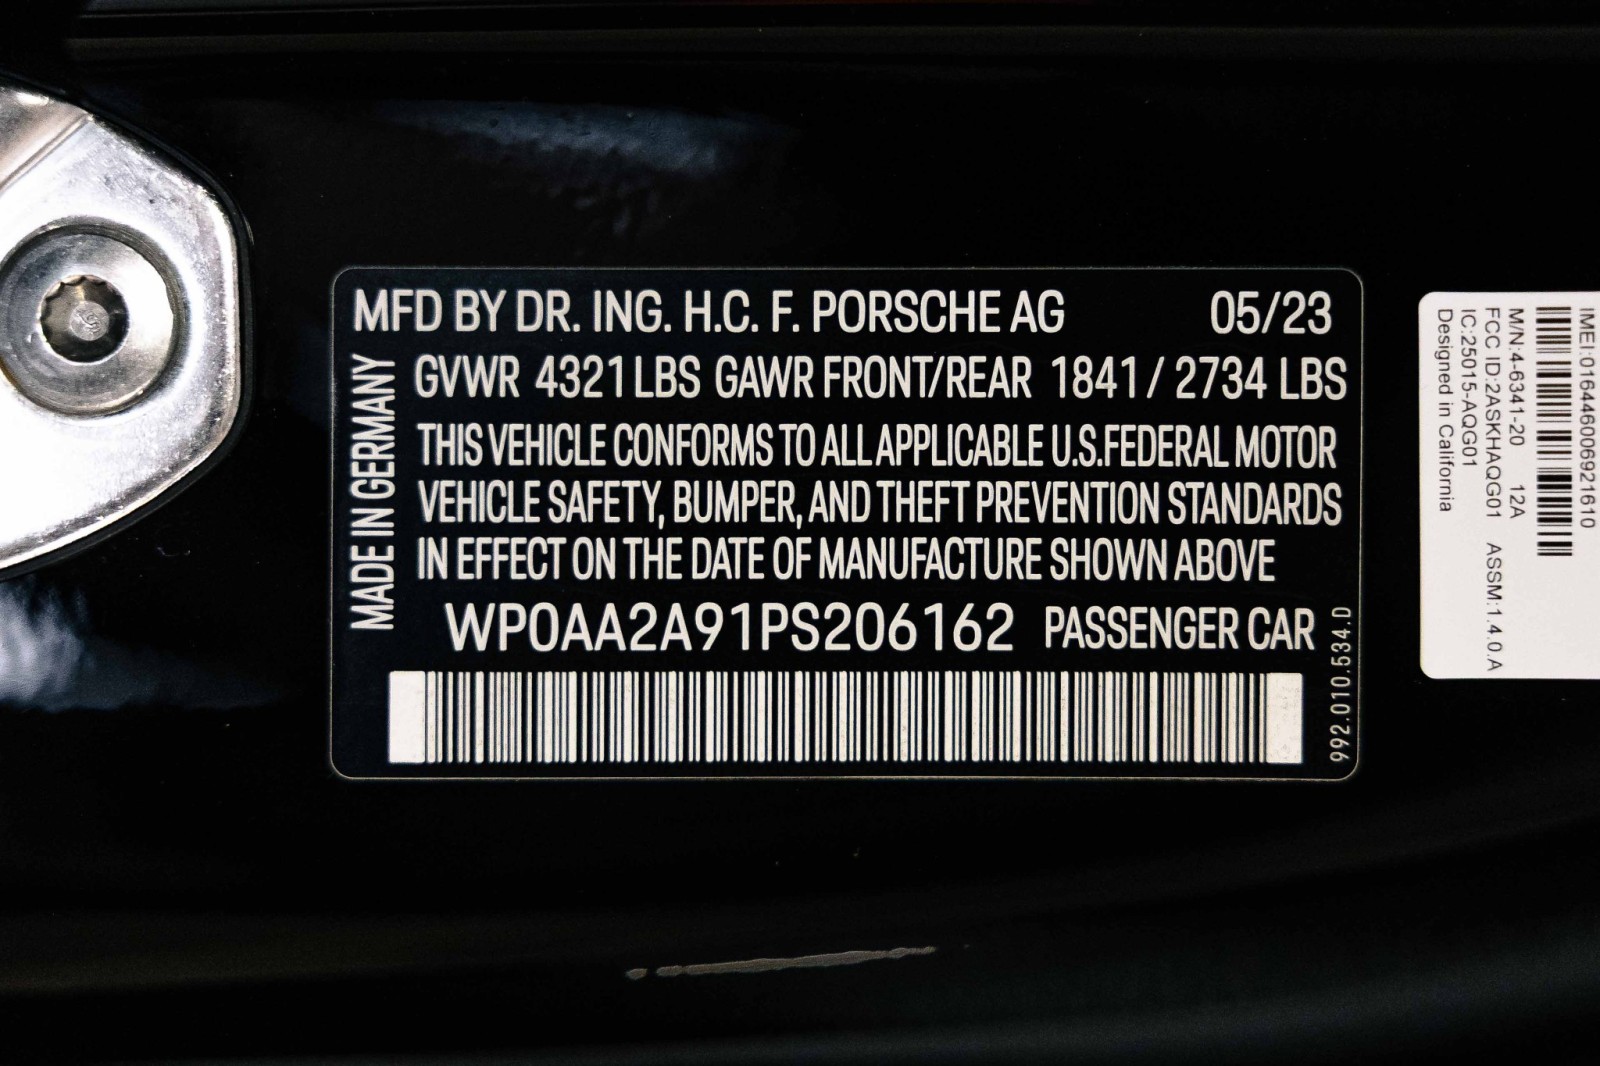 MFD BY DR. ING. H.C. F. PORSCHE AG 05/23
GVWR 4321 LBS GAWR FRONT/REAR 1841 / 2734 LBS
THIS VEHICLE CONFORMS TO ALL APPLICABLE U.S.FEDERAL MOTOR
VEHICLE SAFETY, BUMPER, AND THEFT PREVENTION STANDARDS
IN EFFECT ON THE DATE OF MANUFACTURE SHOWN ABOVE
WP0AA2A91PS206162 PASSENGER CAR
MADE IN GERMANY
992.010.534.D
IMEI:016446006921610
M/N:4-6341-20 12A
FCC ID:2ASKHAQG01 ASSM:1.4.0.A
IC:25015-AQG01
Designed in California